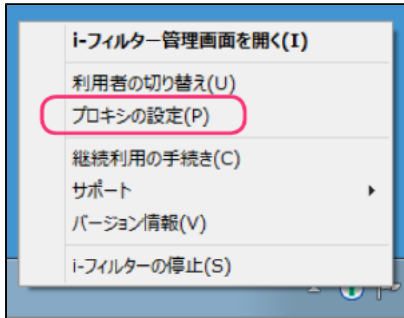 i-フィルター管理画面を開く(I)
利用者の切り替え(U)
プロキシの設定(P)
継続利用の手続き(C)
サポート
バージョン情報(V)
i-フィルターの停止(S)